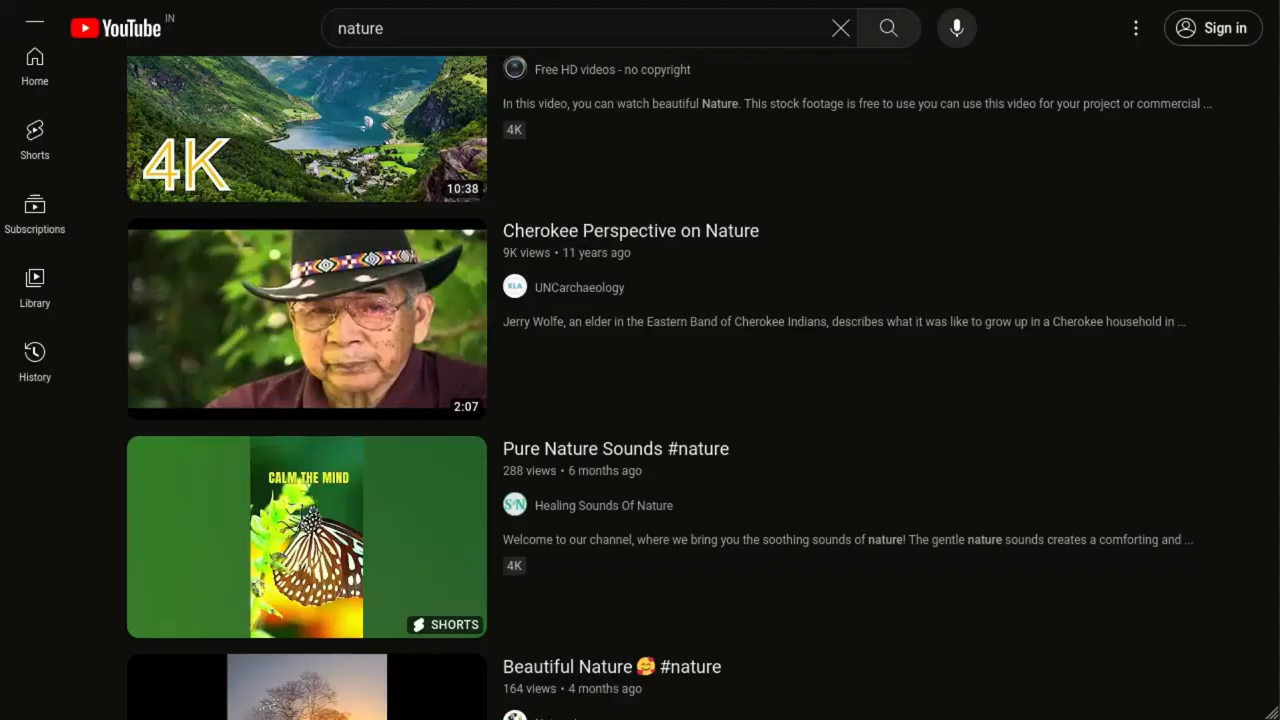 YouTube IN
nature
Sign in
Home
Shorts
Subscriptions
Library
History
4K
10:38
Free HD videos - no copyright
In this video, you can watch beautiful Nature. This stock footage is free to use you can use this video for your project or commercial ...
4K
2:07
Cherokee Perspective on Nature
9K views • 11 years ago
RLA
UNCarchaeology
Jerry Wolfe, an elder in the Eastern Band of Cherokee Indians, describes what it was like to grow up in a Cherokee household in ...
CALM THE MIND
SHORTS
Pure Nature Sounds #nature
288 views • 6 months ago
Healing Sounds Of Nature
Welcome to our channel, where we bring you the soothing sounds of nature! The gentle nature sounds creates a comforting and ...
4K
Beautiful Nature 🥰 #nature
164 views • 4 months ago